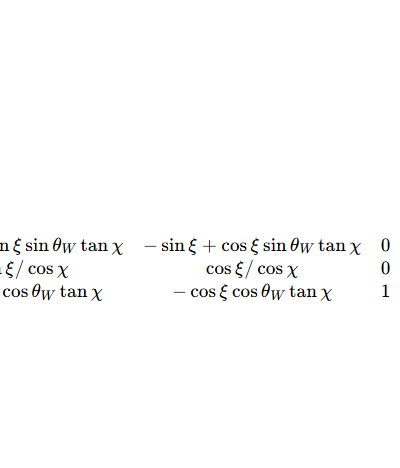 n ξ sin θ_W tan χ − sin ξ + cos ξ sin θ_W tan χ 0
ξ/ cos χ cos ξ/ cos χ 0
cos θ_W tan χ − cos ξ cos θ_W tan χ 1